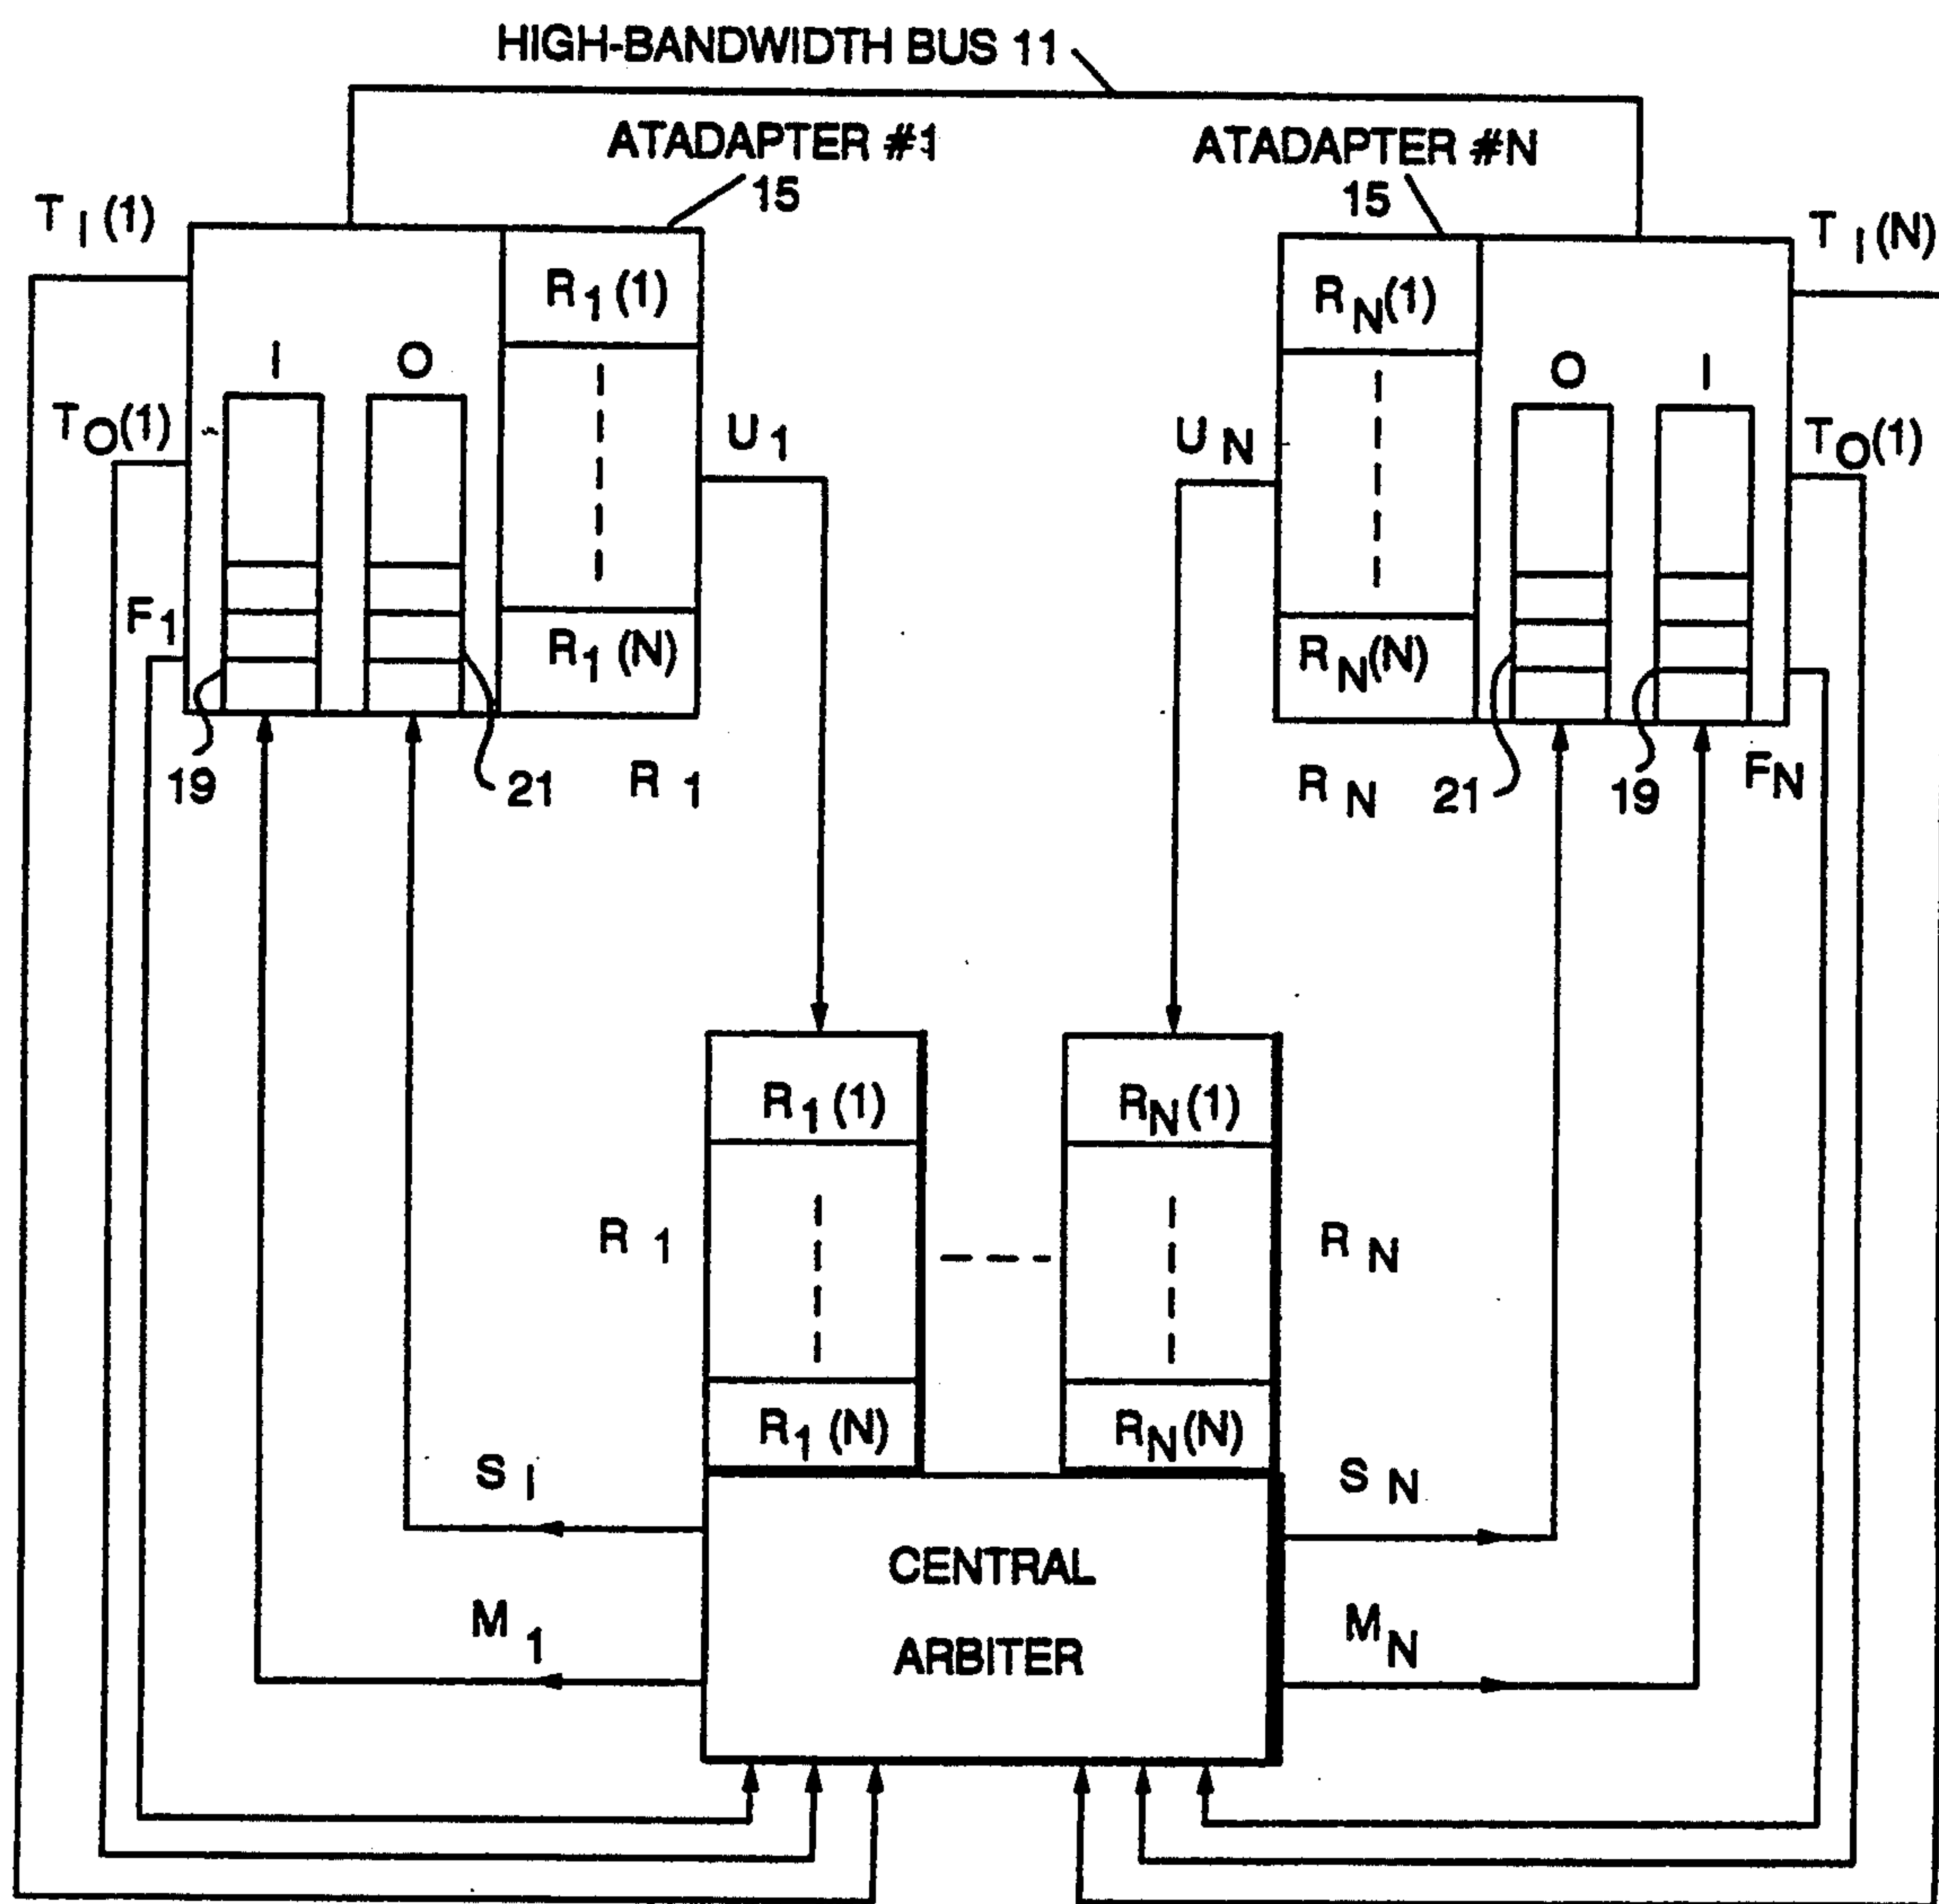 HIGH-BANDWIDTH BUS 11
ATADAPTER #1
15
ATADAPTER #N
15
T I (1)
T I (N)
R 1 (1)
R N (1)
I
O
O
I
T O (1)
U 1
U N
T O (1)
F 1
R 1 (N)
R N (N)
19
21
R 1
R N
21
19
F N
R 1 (1)
R N (1)
R 1
R N
R 1 (N)
R N (N)
S I
S N
CENTRAL
ARBITER
M 1
M N